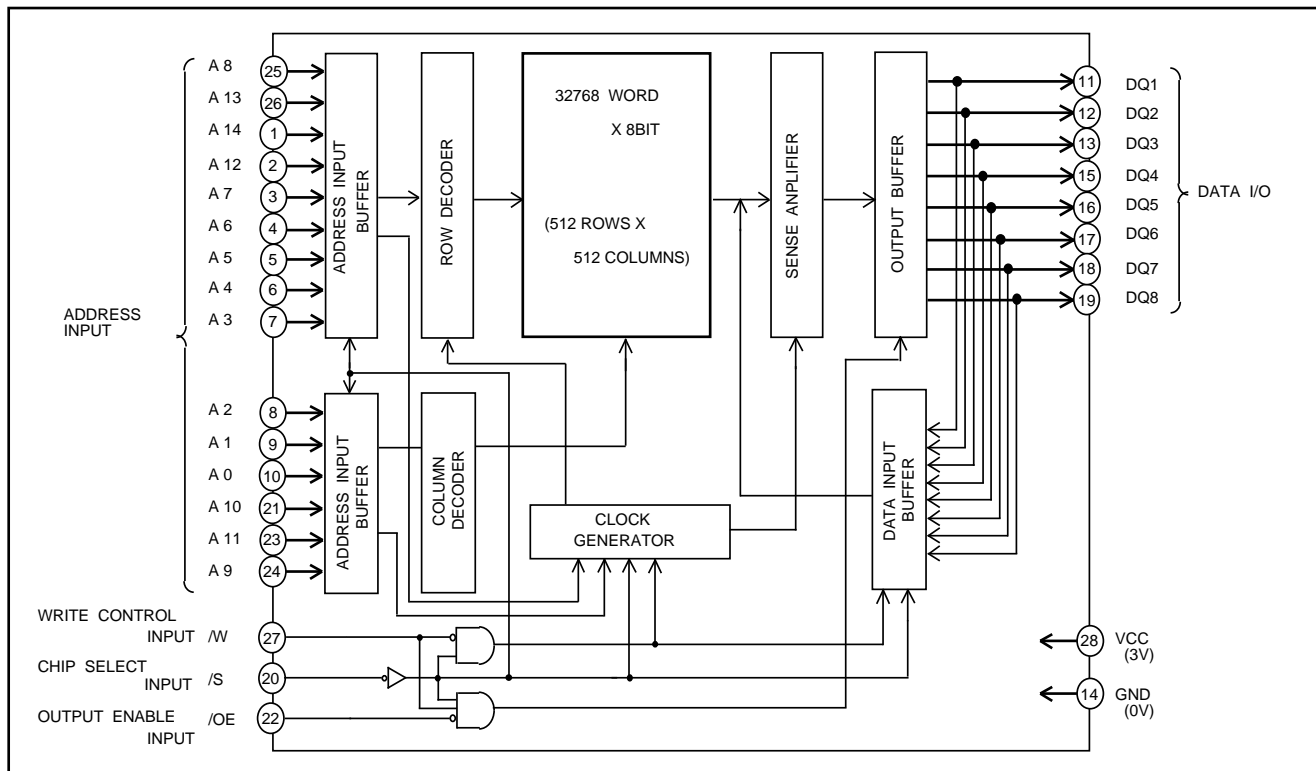 A 8
25
A 13
26
A 14
1
A 12
2
A 7
3
A 6
4
A 5
5
A 4
6
A 3
7
ADDRESS
INPUT
A 2
8
A 1
9
A 0
10
A 10
21
A 11
23
A 9
24
WRITE CONTROL
INPUT /W
27
CHIP SELECT
INPUT /S
20
OUTPUT ENABLE /OE
INPUT
22
ADDRESS INPUT
BUFFER
ROW DECODER
32768 WORD
X 8BIT
(512 ROWS X
512 COLUMNS)
SENSE ANPLIFIER
OUTPUT BUFFER
ADDRESS INPUT
BUFFER
COLUMN
DECODER
CLOCK
GENERATOR
DATA INPUT
BUFFER
11
DQ1
12
DQ2
13
DQ3
15
DQ4
16
DQ5
17
DQ6
18
DQ7
19
DQ8
DATA I/O
28
VCC
(3V)
14
GND
(0V)